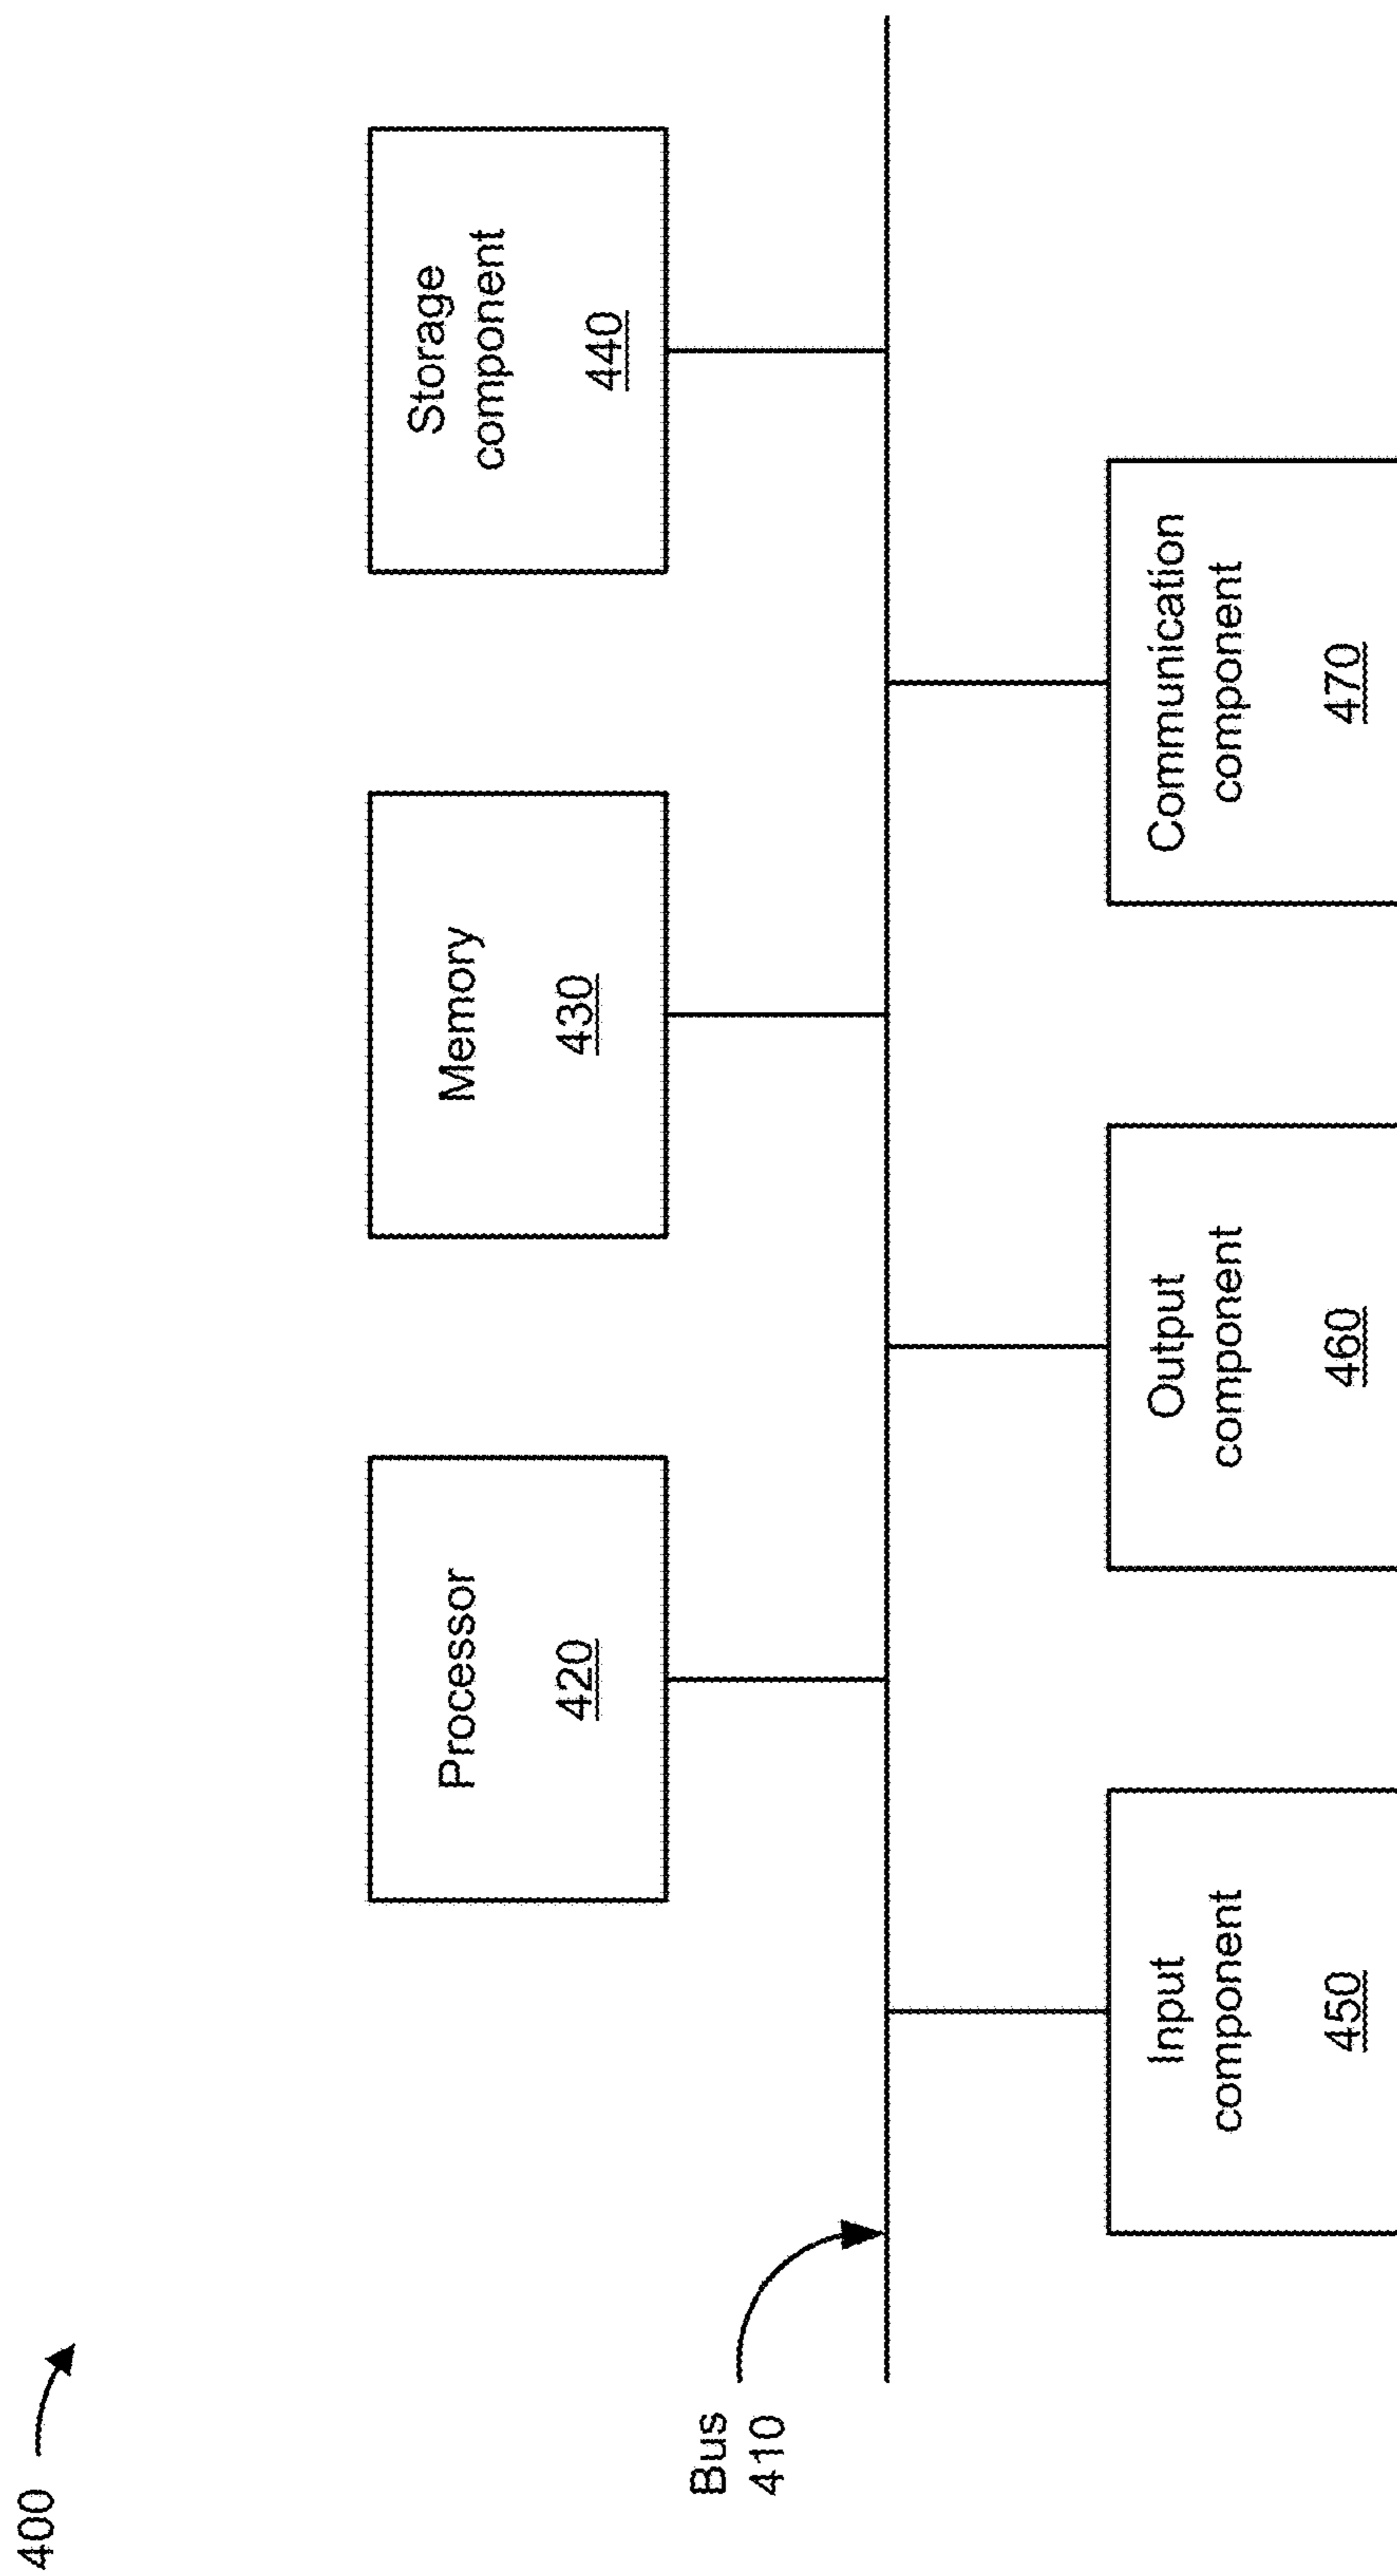 400
Processor
420
Memory
430
Storage
component
440
Bus
410
Input
component
450
Output
component
460
Communication
component
470